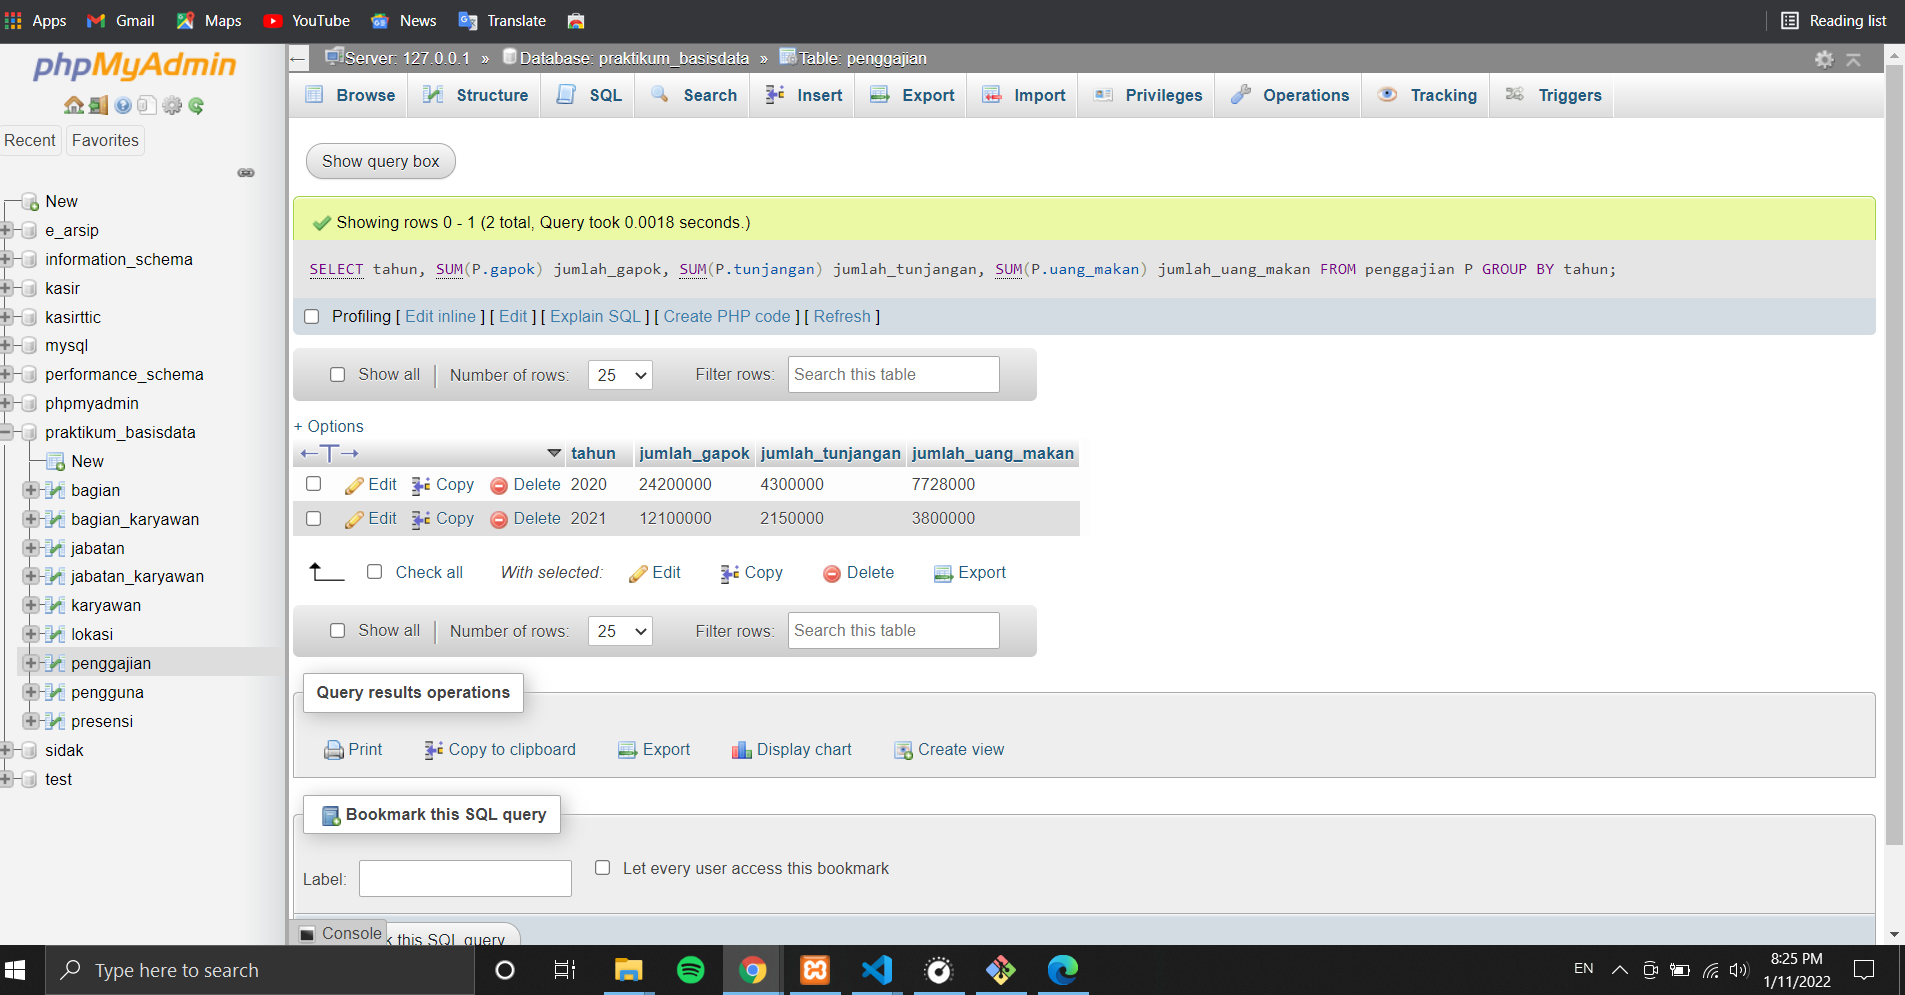 Apps Gmail Maps YouTube News Translate Reading list
phpMyAdmin
Recent Favorites
New
e_arsip
information_schema
kasir
kasirttic
mysql
performance_schema
phpmyadmin
praktikum_basisdata
New
bagian
bagian_karyawan
jabatan
jabatan_karyawan
karyawan
lokasi
penggajian
pengguna
presensi
sidak
test
Server: 127.0.0.1 » Database: praktikum_basisdata » Table: penggajian
Browse Structure SQL Search Insert Export Import Privileges Operations Tracking Triggers
Show query box
Showing rows 0 - 1 (2 total, Query took 0.0018 seconds.)
SELECT tahun, SUM(P.gapok) jumlah_gapok, SUM(P.tunjangan) jumlah_tunjangan, SUM(P.uang_makan) jumlah_uang_makan FROM penggajian P GROUP BY tahun;
Profiling [ Edit inline ] [ Edit ] [ Explain SQL ] [ Create PHP code ] [ Refresh ]
Show all | Number of rows: 25 Filter rows: Search this table
+ Options
←T→ tahun jumlah_gapok jumlah_tunjangan jumlah_uang_makan
Edit Copy Delete 2020 24200000 4300000 7728000
Edit Copy Delete 2021 12100000 2150000 3800000
Check all With selected: Edit Copy Delete Export
Show all | Number of rows: 25 Filter rows: Search this table
Query results operations
Print Copy to clipboard Export Display chart Create view
Bookmark this SQL query
Label: Let every user access this bookmark
Console k this SQL query
Type here to search
EN 8:25 PM
1/11/2022